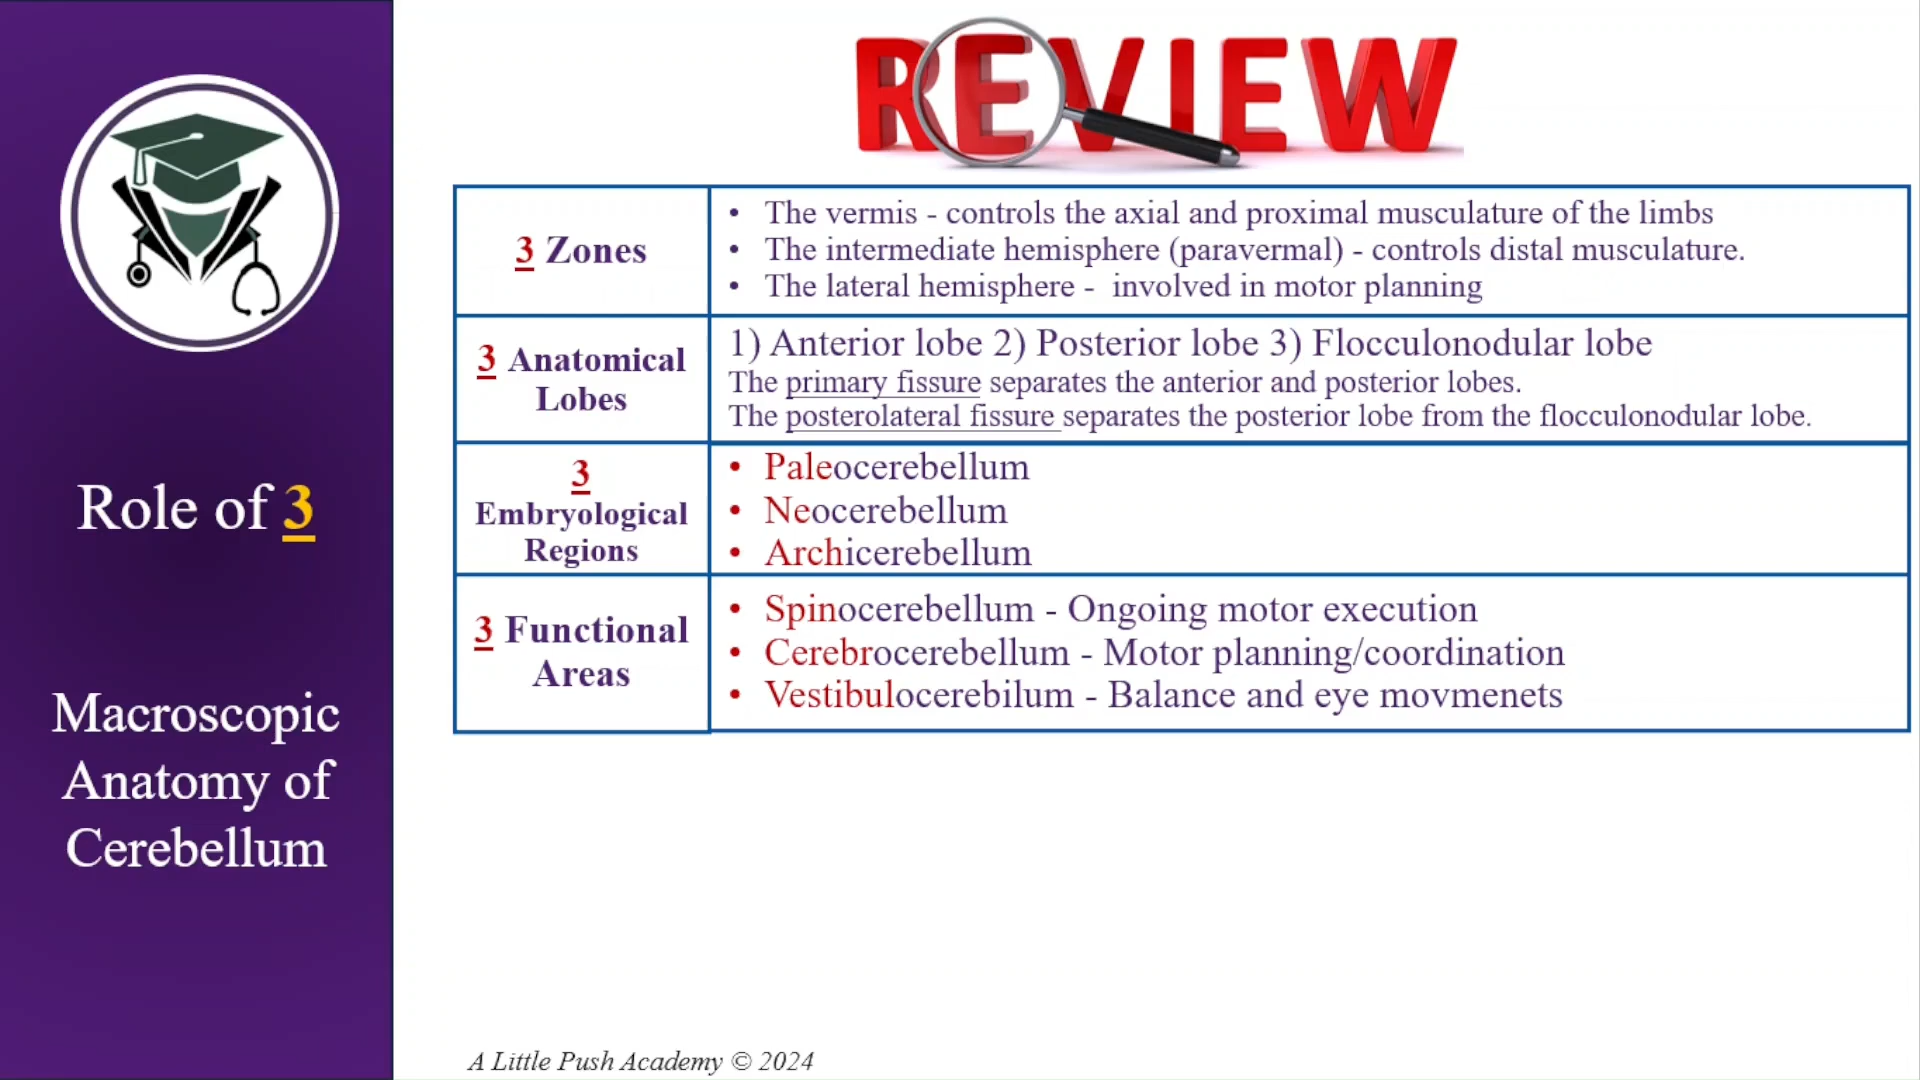 REVIEW
Role of 3
Macroscopic
Anatomy of
Cerebellum
3 Zones
• The vermis - controls the axial and proximal musculature of the limbs
• The intermediate hemisphere (paravermal) - controls distal musculature.
• The lateral hemisphere - involved in motor planning
3 Anatomical
Lobes
1) Anterior lobe 2) Posterior lobe 3) Flocculonodular lobe
The primary fissure separates the anterior and posterior lobes.
The posterolateral fissure separates the posterior lobe from the flocculonodular lobe.
3
Embryological
Regions
• Paleocerebellum
• Neocerebellum
• Archicerebellum
3 Functional
Areas
• Spinocerebellum - Ongoing motor execution
• Cerebrocerebellum - Motor planning/coordination
• Vestibulocerebilum - Balance and eye movmenets
A Little Push Academy © 2024